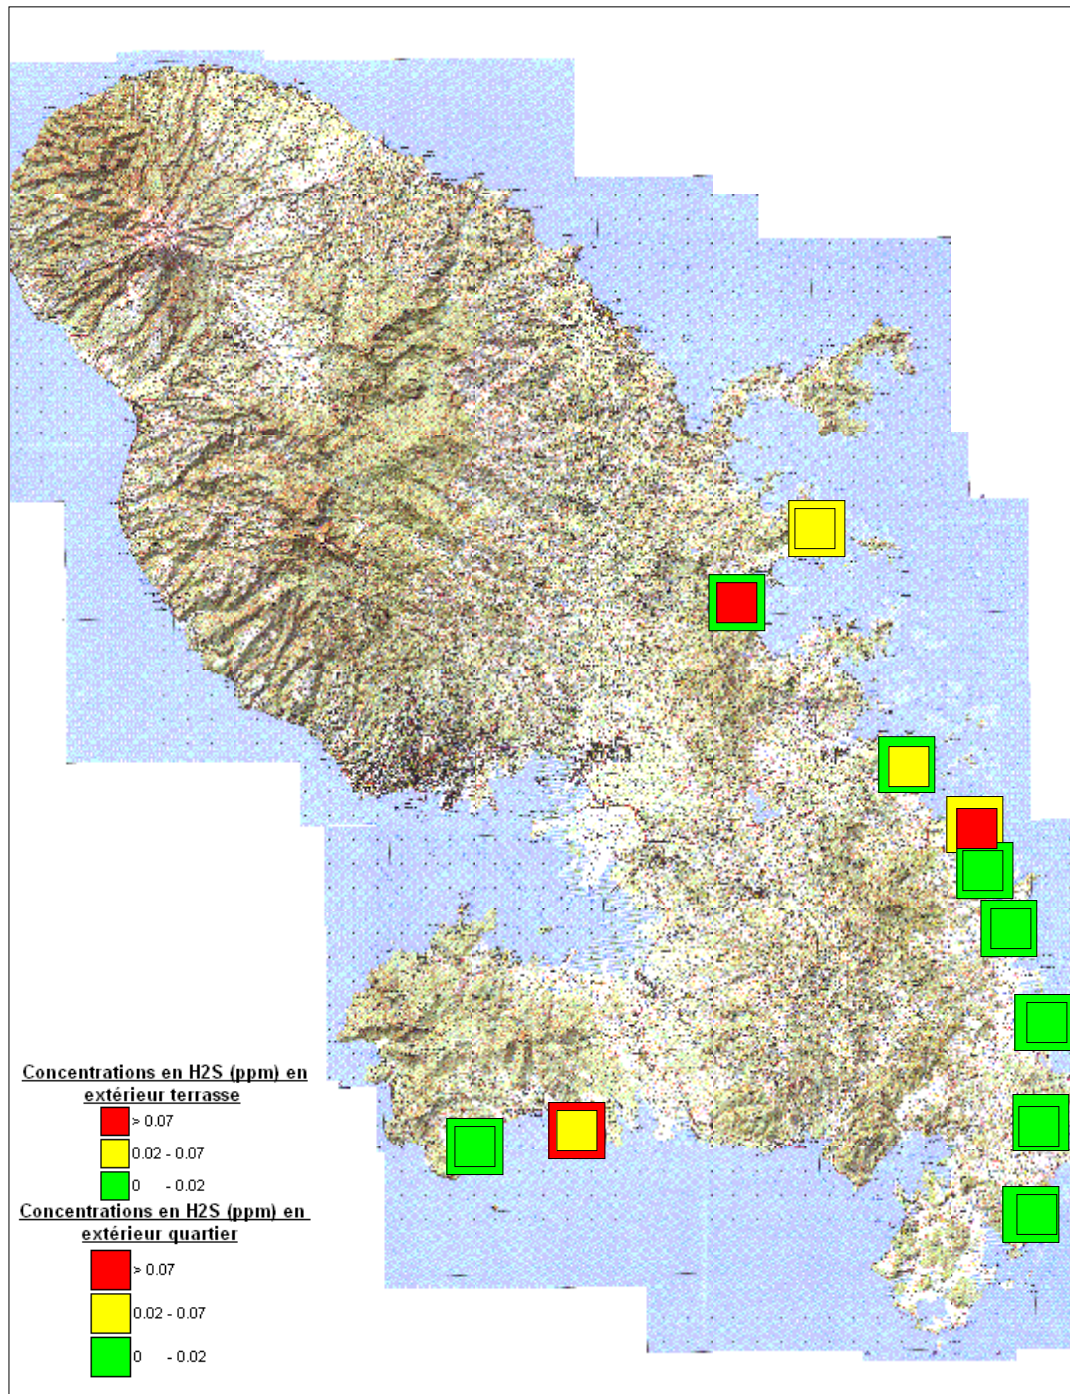 Concentrations en H2S (ppm) en
extérieur terrasse
> 0.07
0.02 - 0.07
0 - 0.02
Concentrations en H2S (ppm) en
extérieur quartier
> 0.07
0.02 - 0.07
0 - 0.02